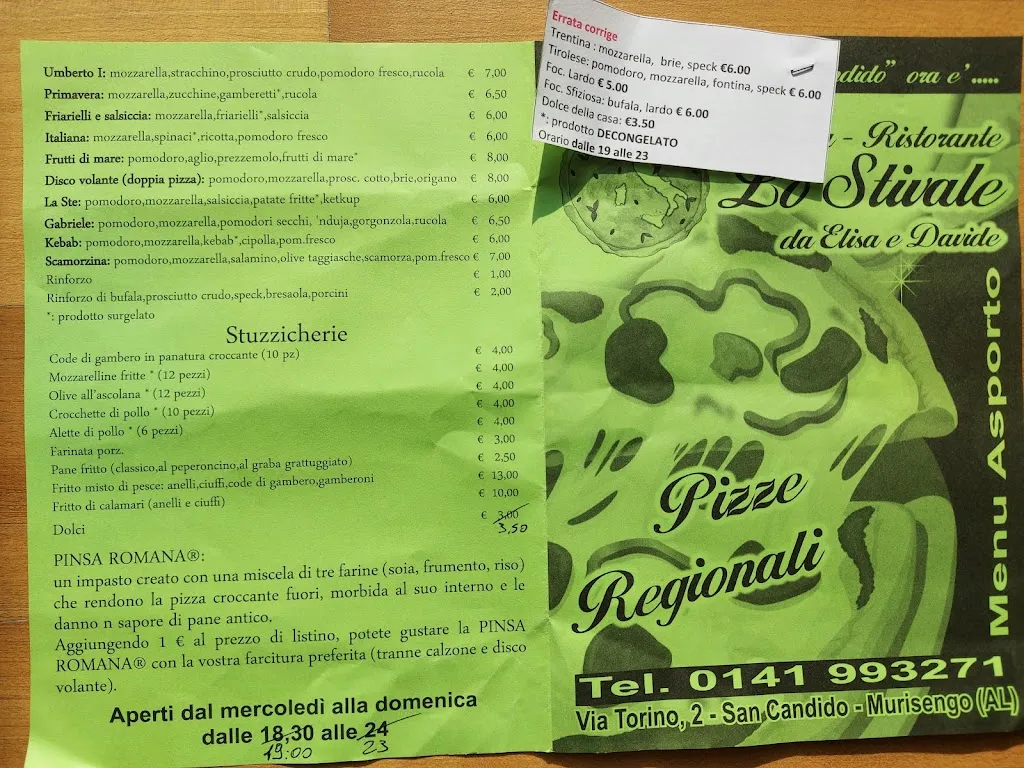 Umberto I: mozzarella,stracchino,prosciutto crudo,pomodoro fresco,rucola € 7,00
Primavera: mozzarella,zucchine,gamberetti*,rucola € 6,50
Friarielli e salsiccia: mozzarella,friarielli*,salsiccia € 6,00
Italiana: mozzarella,spinaci*,ricotta,pomodoro fresco € 6,00
Frutti di mare: pomodoro,aglio,prezzemolo,frutti di mare* € 8,00
Disco volante (doppia pizza): pomodoro,mozzarella,prosc. cotto,brie,origano € 8,00
La Ste: pomodoro,mozzarella,salsiccia,patate fritte*,ketkup € 6,00
Gabriele: pomodoro,mozzarella,pomodori secchi, 'nduja,gorgonzola.rucola € 6,50
Kebab: pomodoro,mozzarella,kebab*,cipolla,pom.fresco € 6,00
Scamorzina: pomodoro,mozzarella,salamino,olive taggiasche,scamorza,pom.fresco € 7,00
Rinforzo € 1,00
Rinforzo di bufala,prosciutto crudo,speck,bresaola,porcini € 2,00
*: prodotto surgelato
Stuzzicherie
Code di gambero in panatura croccante (10 pz) € 4,00
Mozzarelline fritte * (12 pezzi) € 4,00
Olive all'ascolana * (12 pezzi) € 4,00
Crocchette di pollo * (10 pezzi) € 4,00
Alette di pollo * (6 pezzi) € 4,00
Farinata porz. € 3,00
Pane fritto (classico,al peperoncino,al graba grattuggiato) € 2,50
Fritto misto di pesce: anelli,ciuffi,code di gambero,gamberoni € 13,00
Fritto di calamari (anelli e ciuffi) € 10,00
Dolci € 3,00
3,50
PINSA ROMANA®:
un impasto creato con una miscela di tre farine (soia, frumento, riso)
che rendono la pizza croccante fuori, morbida al suo interno e le
danno n sapore di pane antico.
Aggiungendo 1 € al prezzo di listino, potete gustare la PINSA
ROMANA® con la vostra farcitura preferita (tranne calzone e disco
volante).
Aperti dal mercoledì alla domenica
dalle 18,30 alle 24
19:00 23
Errata corrige
Trentina : mozzarella, brie, speck €6.00
Tirolese: pomodoro, mozzarella, fontina, speck € 6.00
Foc. Lardo € 5.00
Foc. Sfiziosa: bufala, lardo € 6.00
Dolce della casa: €3.50
*: prodotto DECONGELATO
Orario dalle 19 alle 23
ora e'.....
- Ristorante
Lo Stivale
da Elisa e Davide
Menu Asporto
Pizze
Regionali
Tel. 0141 993271
Via Torino, 2 - San Candido - Murisengo (AL)